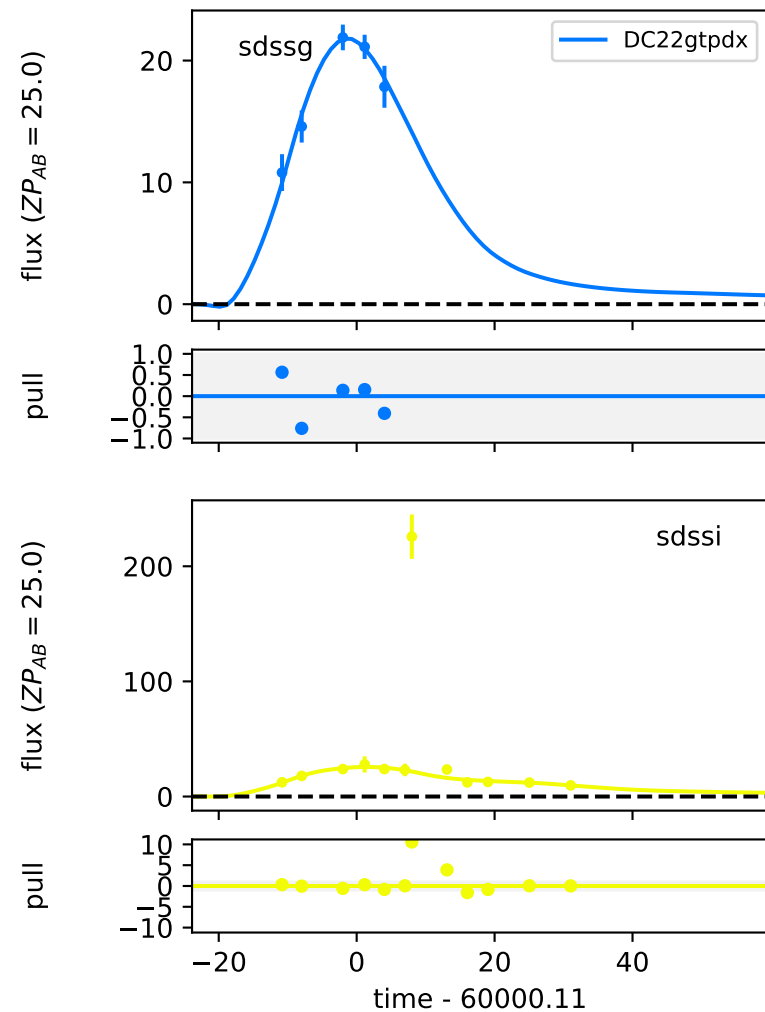 sdssg
DC22gtpdx
flux (ZP_AB = 25.0)
20
10
0
pull
1.0
0.5
0.0
−0.5
−1.0
sdssi
flux (ZP_AB = 25.0)
200
100
0
pull
10
5
0
−5
−10
−20 0 20 40
time - 60000.11